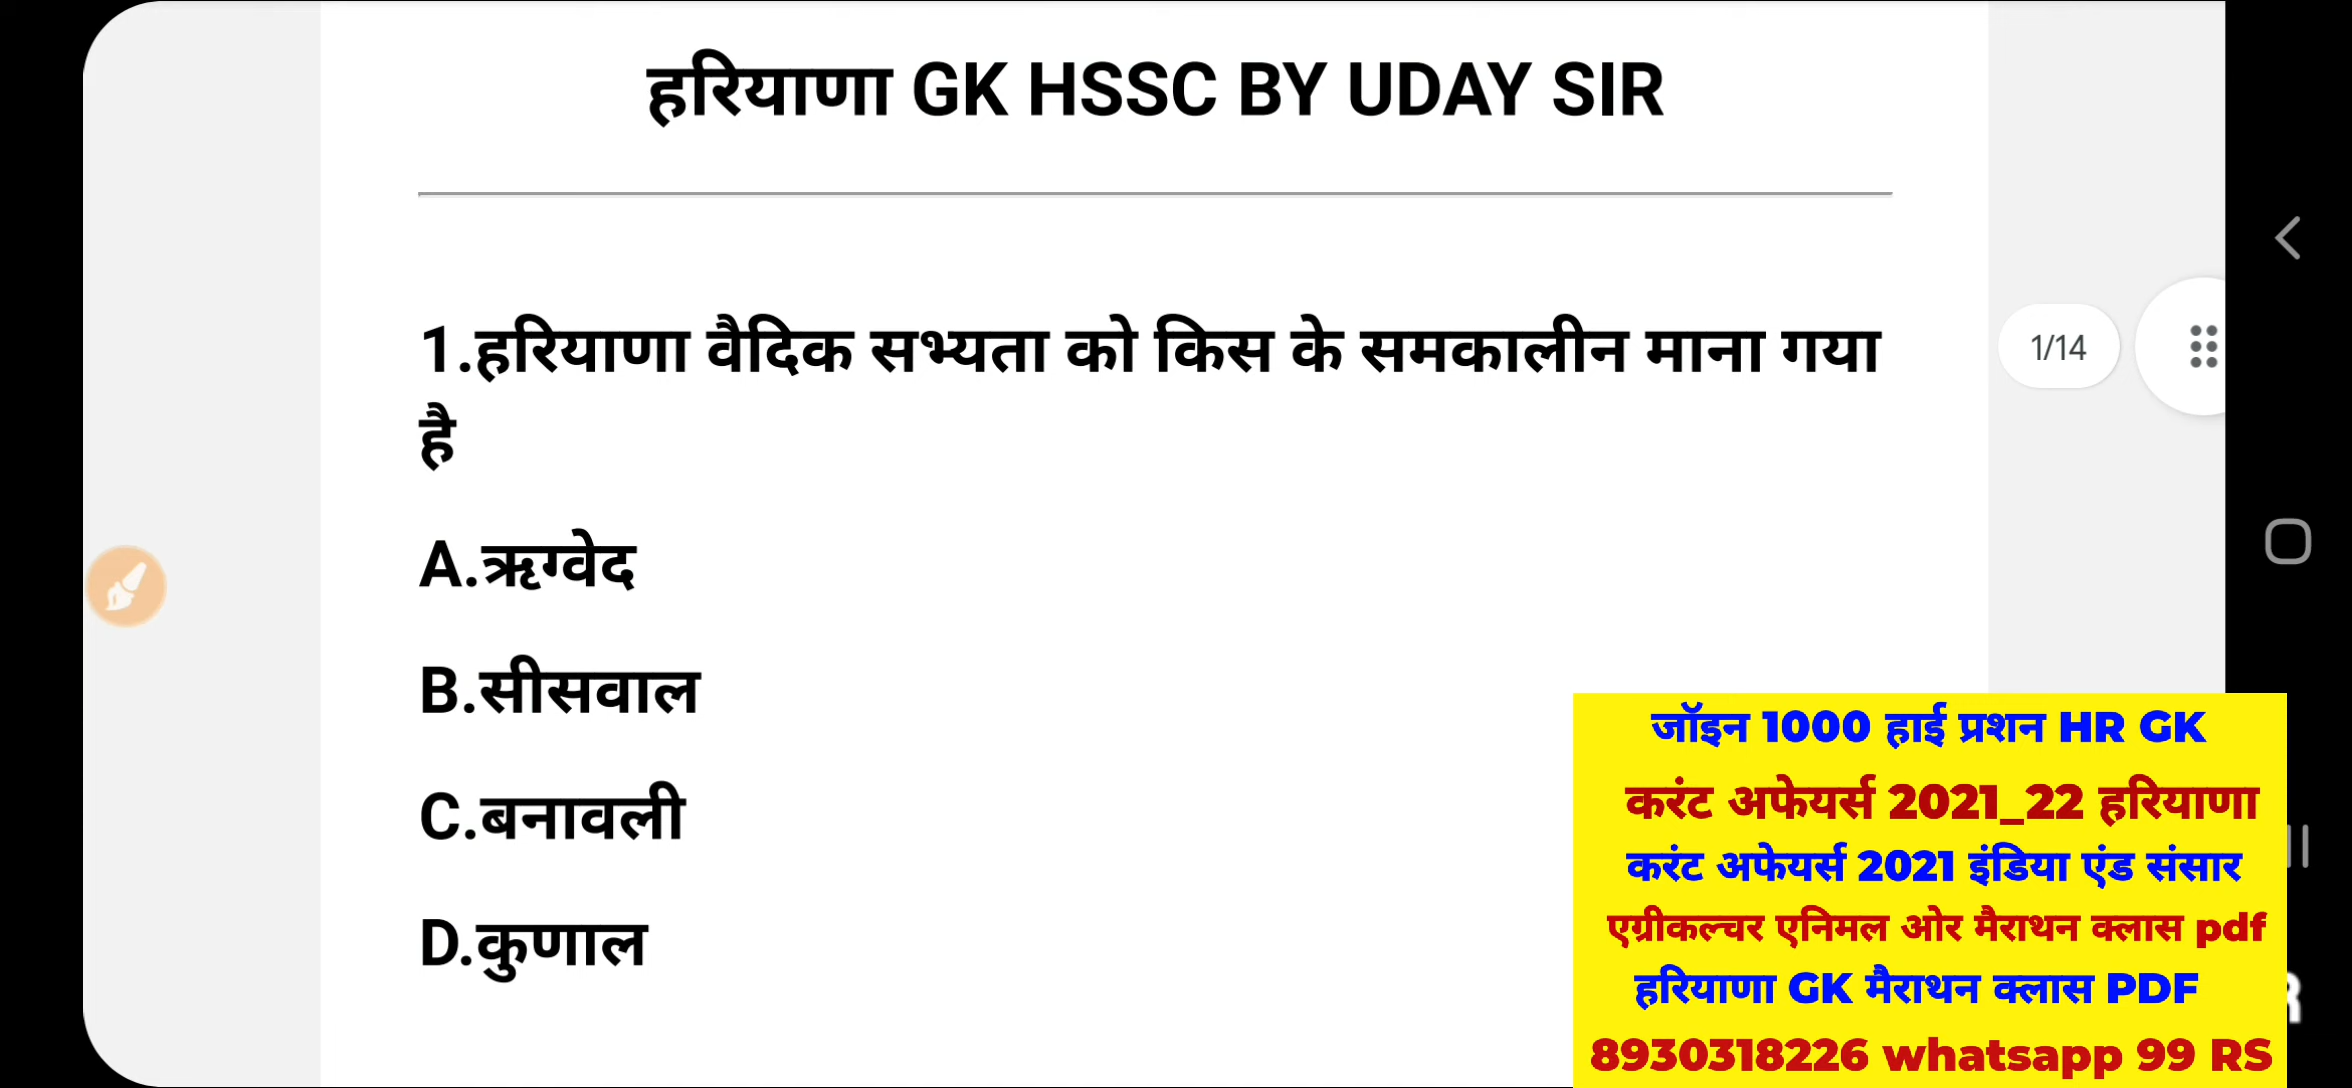 हरियाणा GK HSSC BY UDAY SIR
1.हरियाणा वैदिक सभ्यता को किस के समकालीन माना गया
है
1/14
A.ऋग्वेद
B.सीसवाल
C.बनावली
D.कुणाल
जॉइन 1000 हाई प्रशन HR GK
करंट अफेयर्स 2021_22 हरियाणा
करंट अफेयर्स 2021 इंडिया एंड संसार
एग्रीकल्चर एनिमल ओर मैराथन क्लास pdf
हरियाणा GK मैराथन क्लास PDF
8930318226 whatsapp 99 RS